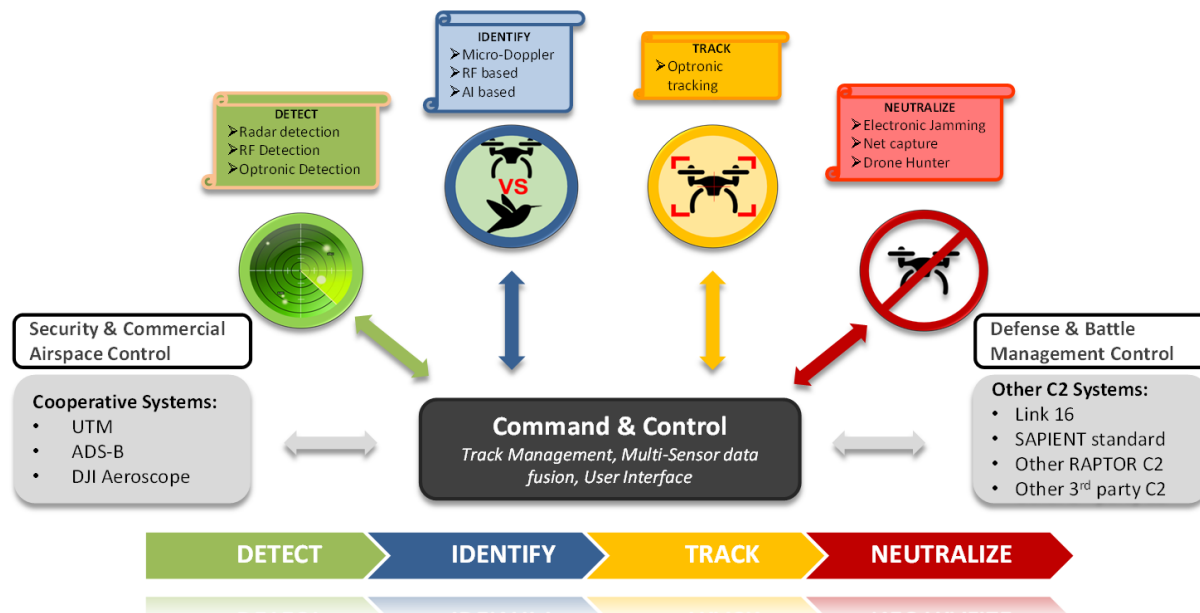 DETECT
➢Radar detection
➢RF Detection
➢Optronic Detection
IDENTIFY
➢Micro-Doppler
➢RF based
➢AI based
TRACK
➢Optronic
tracking
NEUTRALIZE
➢Electronic Jamming
➢Net capture
➢Drone Hunter
VS
Security & Commercial
Airspace Control
Cooperative Systems:
• UTM
• ADS-B
• DJI Aeroscope
Command & Control
Track Management, Multi-Sensor data
fusion, User Interface
Defense & Battle
Management Control
Other C2 Systems:
• Link 16
• SAPIENT standard
• Other RAPTOR C2
• Other 3rd party C2
DETECT
IDENTIFY
TRACK
NEUTRALIZE